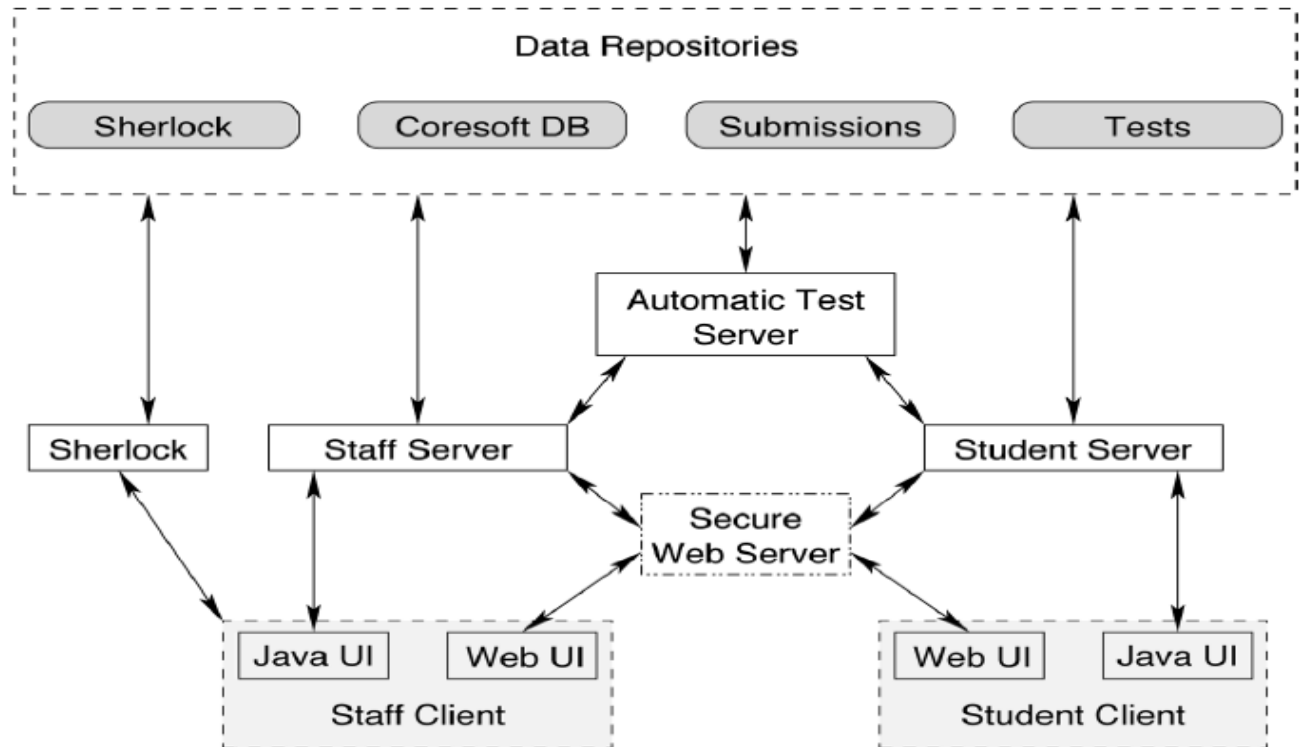 Data Repositories
Sherlock
Coresoft DB
Submissions
Tests
Automatic Test
Server
Sherlock
Staff Server
Student Server
Secure
Web Server
Java UI
Web UI
Web UI
Java UI
Staff Client
Student Client